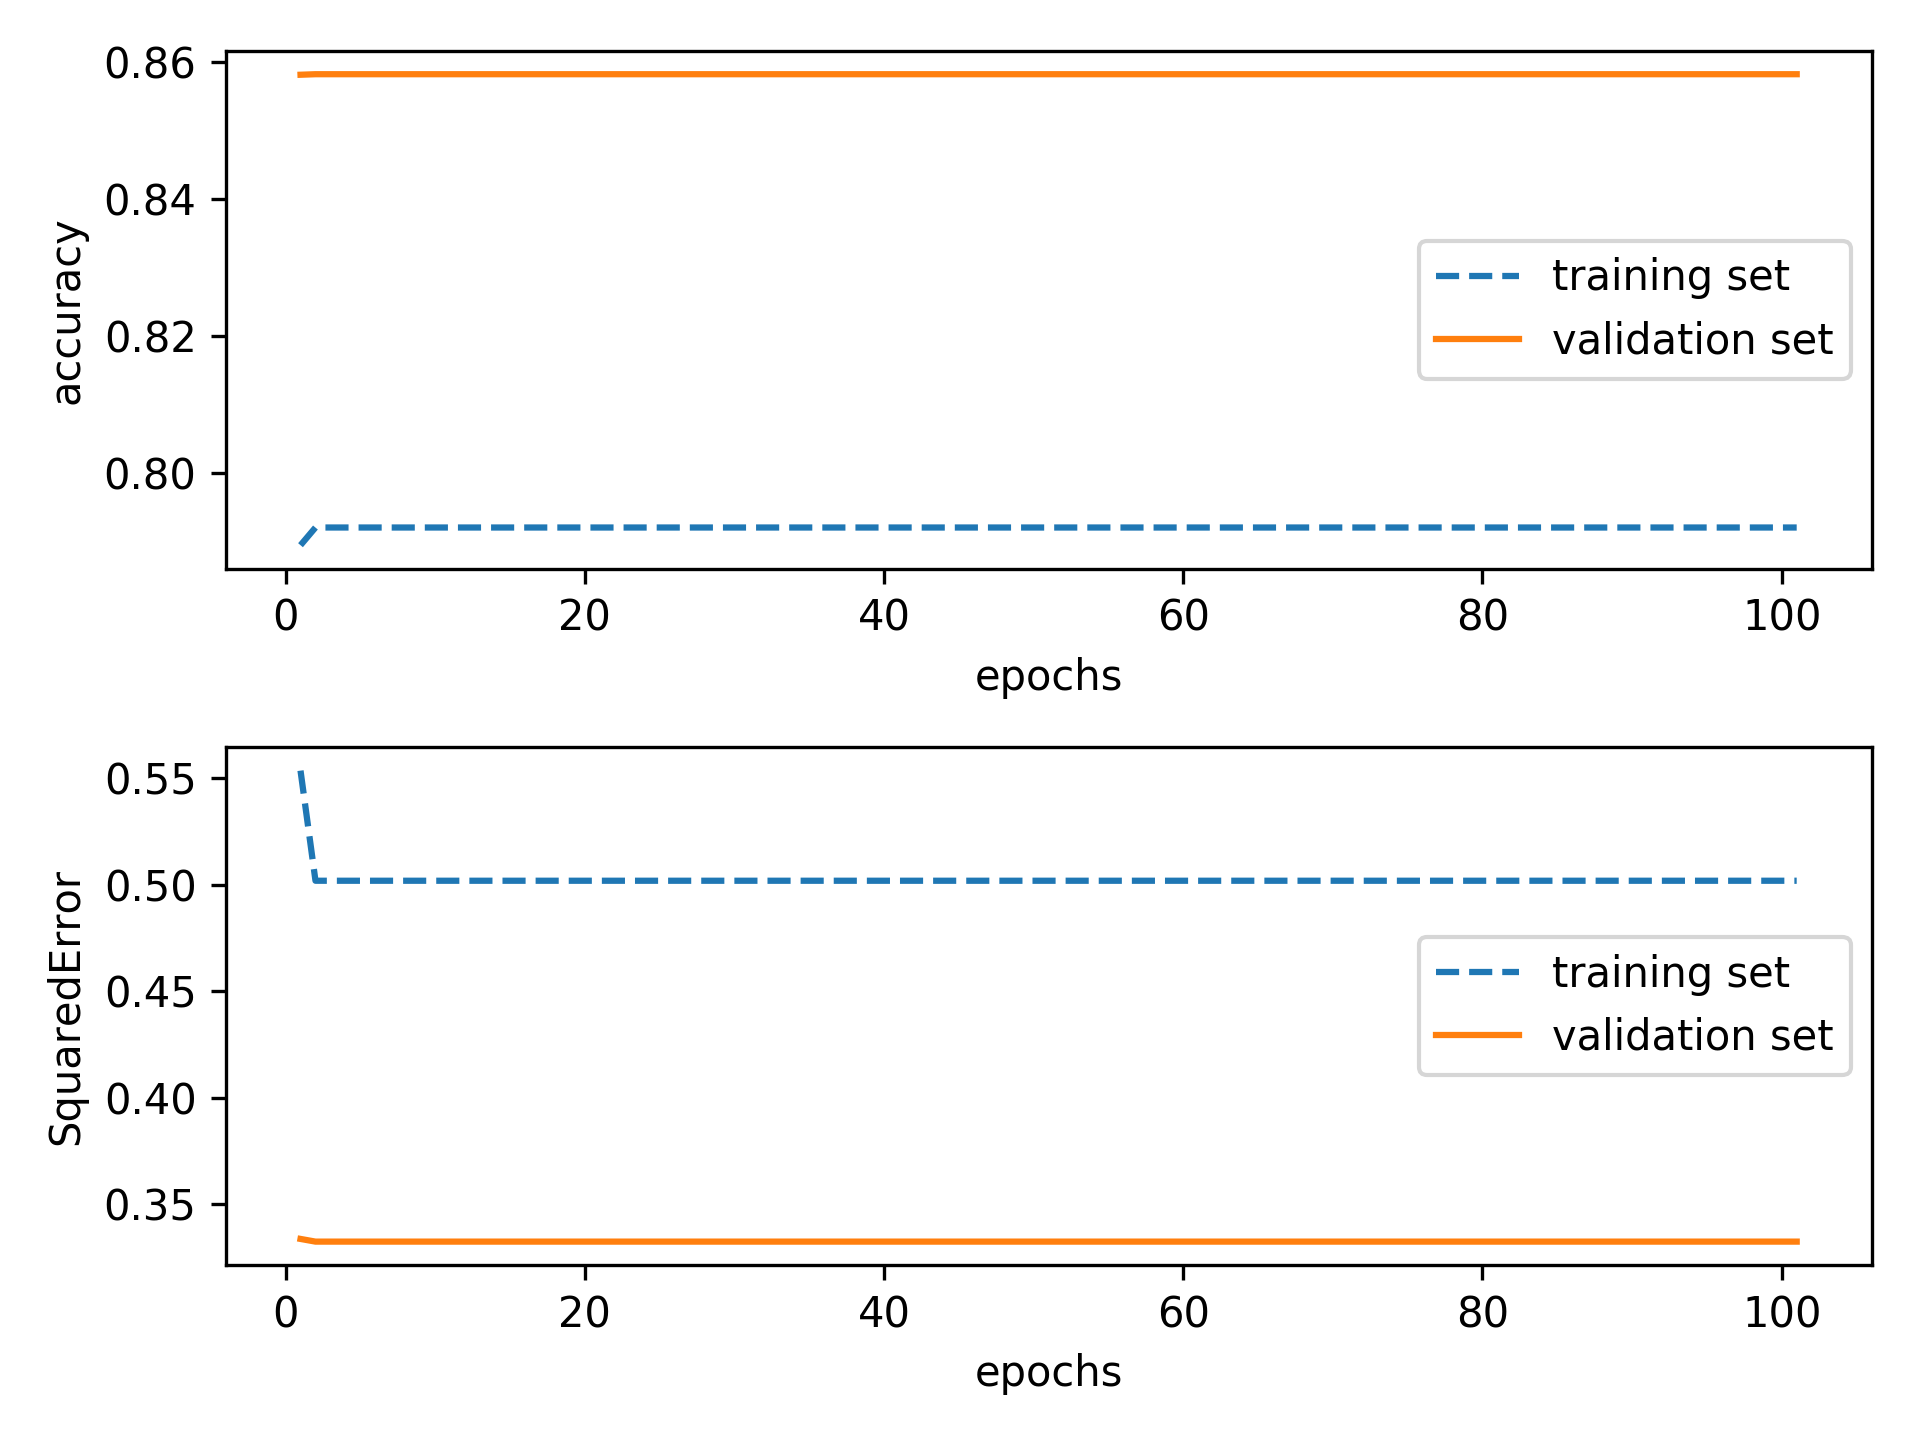 0.86
0.84
0.82
0.80
accuracy
training set
validation set
0 20 40 60 80 100
epochs
0.55
0.50
0.45
0.40
0.35
SquaredError
training set
validation set
0 20 40 60 80 100
epochs